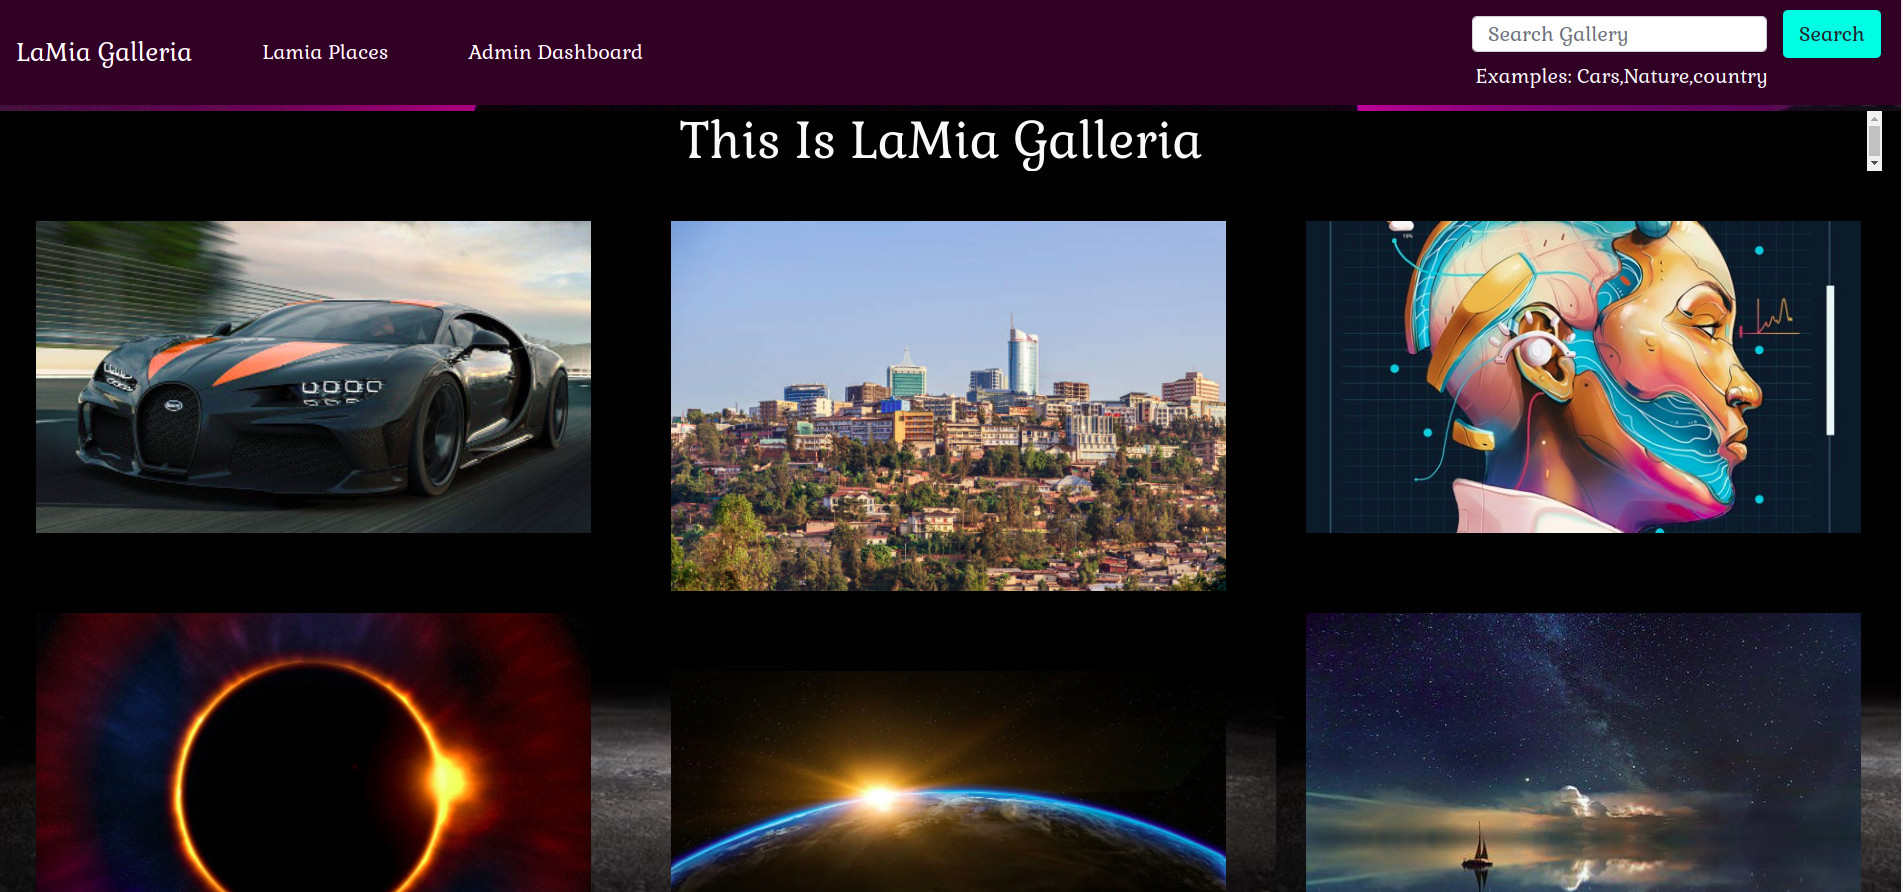 LaMia Galleria
Lamia Places
Admin Dashboard
Search Gallery
Search
Examples: Cars,Nature,country
This Is LaMia Galleria